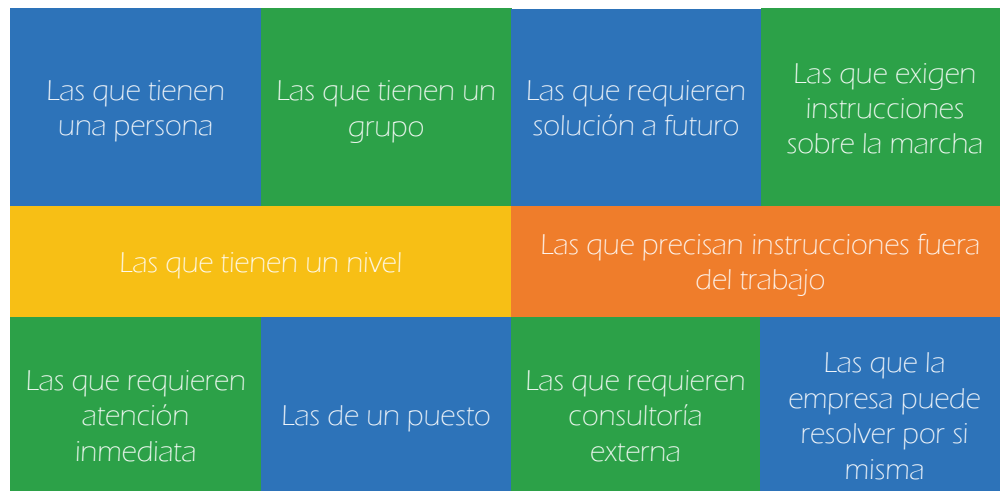 Las que tienen
una persona
Las que tienen un
grupo
Las que requieren
solución a futuro
Las que exigen
instrucciones
sobre la marcha
Las que tienen un nivel
Las que precisan instrucciones fuera
del trabajo
Las que requieren
atención
inmediata
Las de un puesto
Las que requieren
consultoría
externa
Las que la
empresa puede
resolver por si
misma